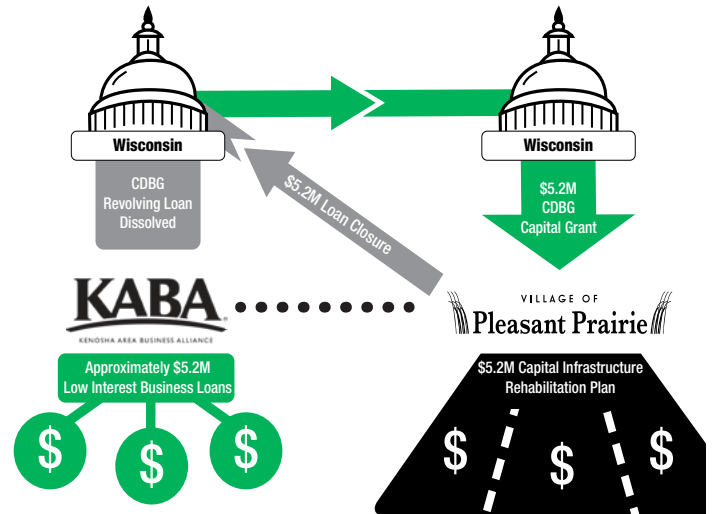 Wisconsin
Wisconsin
CDBG
Revolving Loan
Dissolved
$5.2M Loan Closure
$5.2M
CDBG
Capital Grant
KABA
KENOSHA AREA BUSINESS ALLIANCE
VILLAGE OF
Pleasant Prairie
Approximately $5.2M
Low Interest Business Loans
$5.2M Capital Infrastructure
Rehabilitation Plan
$ $ $
$ $ $